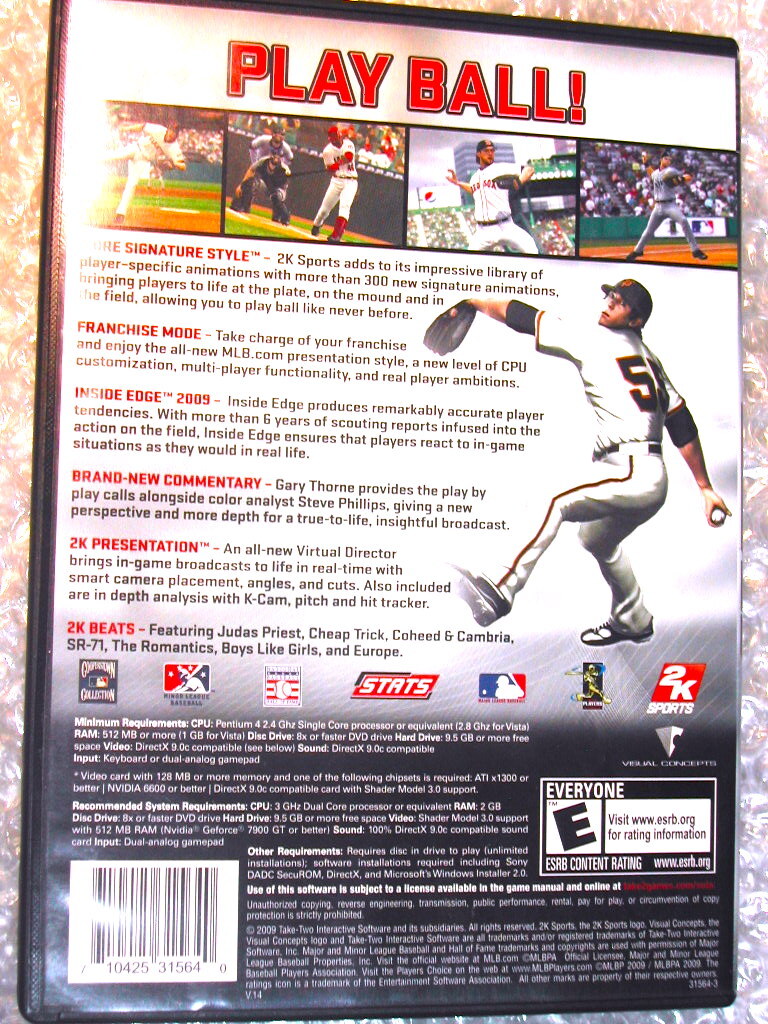 PLAY BALL!
SIGNATURE STYLE™ – 2K Sports adds to its impressive library of
player-specific animations with more than 300 new signature animations,
bringing players to life at the plate, on the mound and in
the field, allowing you to play ball like never before.
FRANCHISE MODE – Take charge of your franchise
and enjoy the all-new MLB.com presentation style, a new level of CPU
customization, multi-player functionality, and real player ambitions.
INSIDE EDGE™ 2009 – Inside Edge produces remarkably accurate player
tendencies. With more than 6 years of scouting reports infused into the
action on the field, Inside Edge ensures that players react to in-game
situations as they would in real life.
BRAND-NEW COMMENTARY – Gary Thorne provides the play by
play calls alongside color analyst Steve Phillips, giving a new
perspective and more depth for a true-to-life, insightful broadcast.
2K PRESENTATION™ – An all-new Virtual Director
brings in-game broadcasts to life in real-time with
smart camera placement, angles, and cuts. Also included
are in depth analysis with K-Cam, pitch and hit tracker.
2K BEATS – Featuring Judas Priest, Cheap Trick, Coheed & Cambria,
SR-71, The Romantics, Boys Like Girls, and Europe.
COOPERSTOWN
COLLECTION
MINOR LEAGUE
BASEBALL
STATS
MAJOR LEAGUE BASEBALL
PLAYERS
2K
SPORTS
VISUAL CONCEPTS
Minimum Requirements: CPU: Pentium 4 2.4 Ghz Single Core processor or equivalent (2.8 Ghz for Vista)
RAM: 512 MB or more (1 GB for Vista) Disc Drive: 8x or faster DVD drive Hard Drive: 9.5 GB or more free
space Video: DirectX 9.0c compatible (see below) Sound: DirectX 9.0c compatible
Input: Keyboard or dual-analog gamepad
* Video card with 128 MB or more memory and one of the following chipsets is required: ATI x1300 or
better | NVIDIA 6600 or better | DirectX 9.0c compatible card with Shader Model 3.0 support.
Recommended System Requirements: CPU: 3 GHz Dual Core processor or equivalent RAM: 2 GB
Disc Drive: 8x or faster DVD drive Hard Drive: 9.5 GB or more free space Video: Shader Model 3.0 support
with 512 MB RAM (Nvidia® Geforce® 7900 GT or better) Sound: 100% DirectX 9.0c compatible sound
card Input: Dual-analog gamepad
Other Requirements: Requires disc in drive to play (unlimited
installations); software installations required including Sony
DADC SecuROM, DirectX, and Microsoft's Windows Installer 2.0.
EVERYONE
E
Visit www.esrb.org
for rating information
ESRB CONTENT RATING www.esrb.org
Use of this software is subject to a license available in the game manual and online at take2games.com/eula
Unauthorized copying, reverse engineering, transmission, public performance, rental, pay for play, or circumvention of copy
protection is strictly prohibited.
© 2009 Take-Two Interactive Software and its subsidiaries. All rights reserved. 2K Sports, the 2K Sports logo, Visual Concepts, the
Visual Concepts logo and Take-Two Interactive Software are all trademarks and/or registered trademarks of Take-Two Interactive
Software, Inc. Major and Minor League Baseball and Hall of Fame trademarks and copyrights are used with permission of Major
League Baseball Properties, Inc. Visit the official website at MLB.com ©MLBPA Official Licensee, Major and Minor League
Baseball Players Association. Visit the Players Choice on the web at www.MLBPlayers.com ©MLBP 2009 / MLBPA 2009 The
ratings icon is a trademark of the Entertainment Software Association. All other marks are property of their respective owners.
31564-3
V.14
7 10425 31564 0